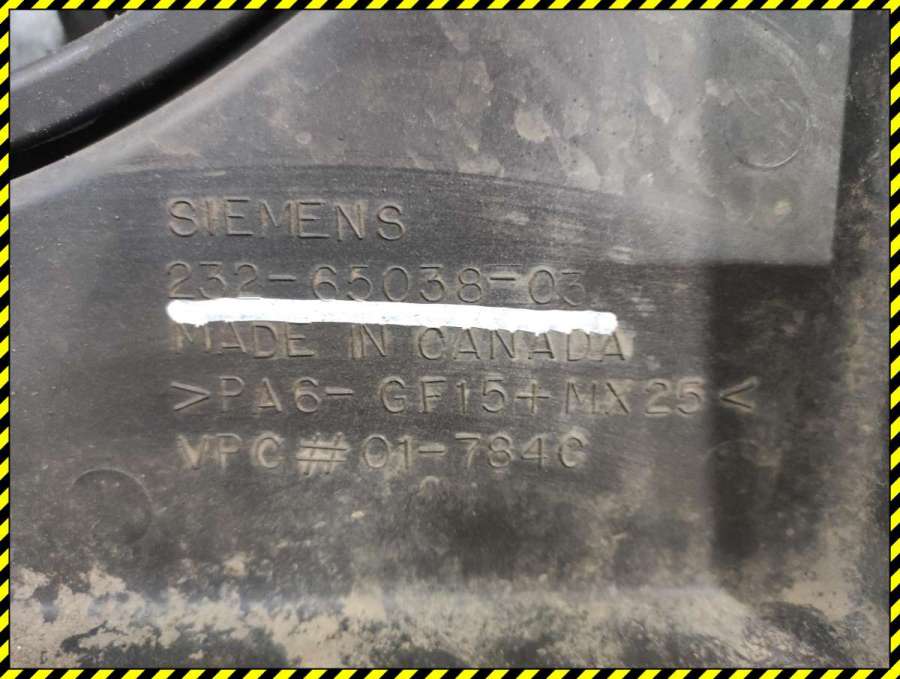 SIEMENS
232-65038-03
MADE IN CANADA
>PA6- GF15+MX25<
VPC# 01-784C